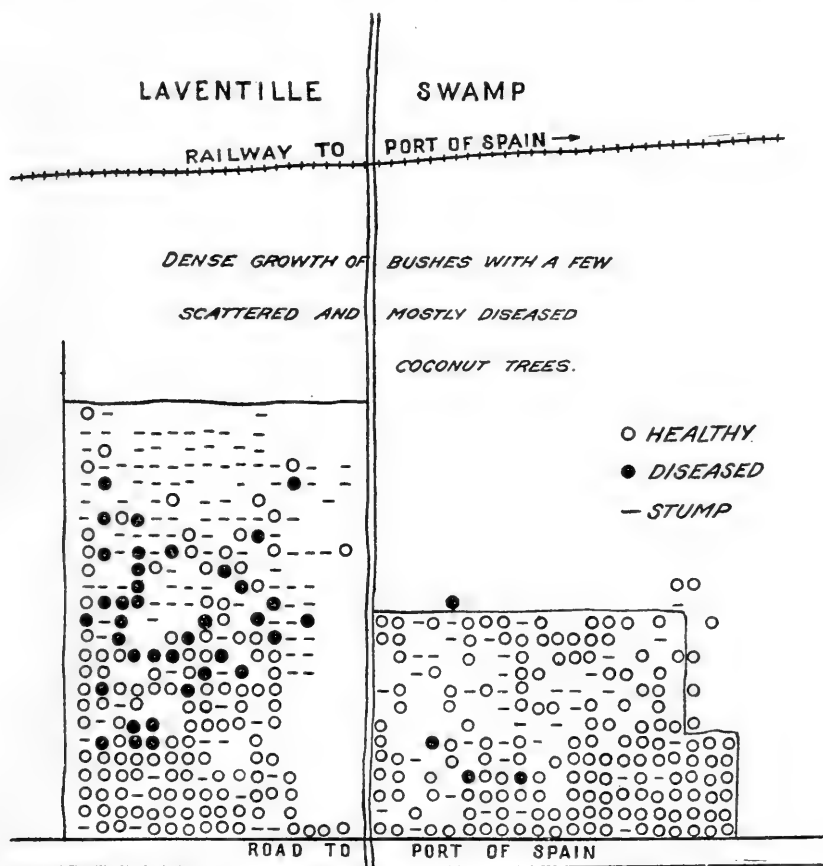 LAVENTILLE SWAMP
RAILWAY TO PORT OF SPAIN
DENSE GROWTH OF BUSHES WITH A FEW
SCATTERED AND MOSTLY DISEASED
COCONUT TREES.
HEALTHY
DISEASED
STUMP
ROAD TO PORT OF SPAIN